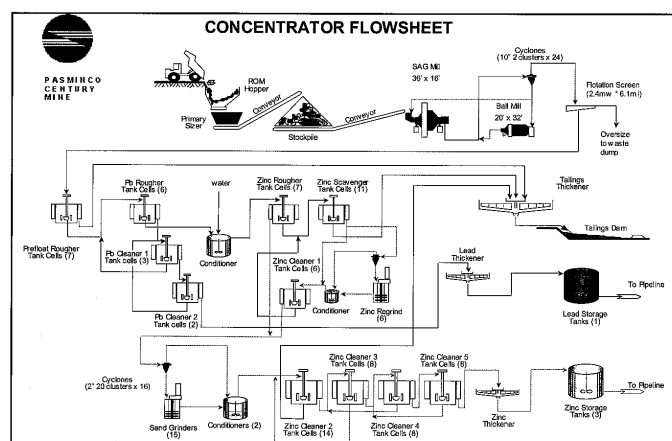 CONCENTRATOR FLOWSHEET
PASMINCO
CENTURY
MINE
ROM
Hopper
Primary
Sizer
Conveyor
Stockpile
Conveyor
SAG Mill
36' x 16'
Cyclones
(10" 2 clusters x 24)
Ball Mill
20' x 32'
Flotation Screen
(2.4mw * 6.1ml)
Oversize
to waste
dump
Prefloat Rougher
Tank Cells (7)
Pb Rougher
Tank Cells (6)
Pb Cleaner 1
Tank cells (3)
Pb Cleaner 2
Tank cells (2)
water
Conditioner
Zinc Rougher
Tank Cells (7)
Zinc Scavenger
Tank Cells (11)
Zinc Cleaner 1
Tank Cells (6)
Conditioner
Zinc Regrind
(6)
Tailings
Thickener
Tailings Dam
Lead
Thickener
Lead Storage
Tanks (1)
To Pipeline
Cyclones
(2" 20 clusters x 16)
Sand Grinders
(15)
Conditioners (2)
Zinc Cleaner 2
Tank Cells (14)
Zinc Cleaner 3
Tank Cells (8)
Zinc Cleaner 4
Tank Cells (8)
Zinc Cleaner 5
Tank Cells (6)
Zinc
Thickener
Zinc Storage
Tanks (3)
To Pipeline